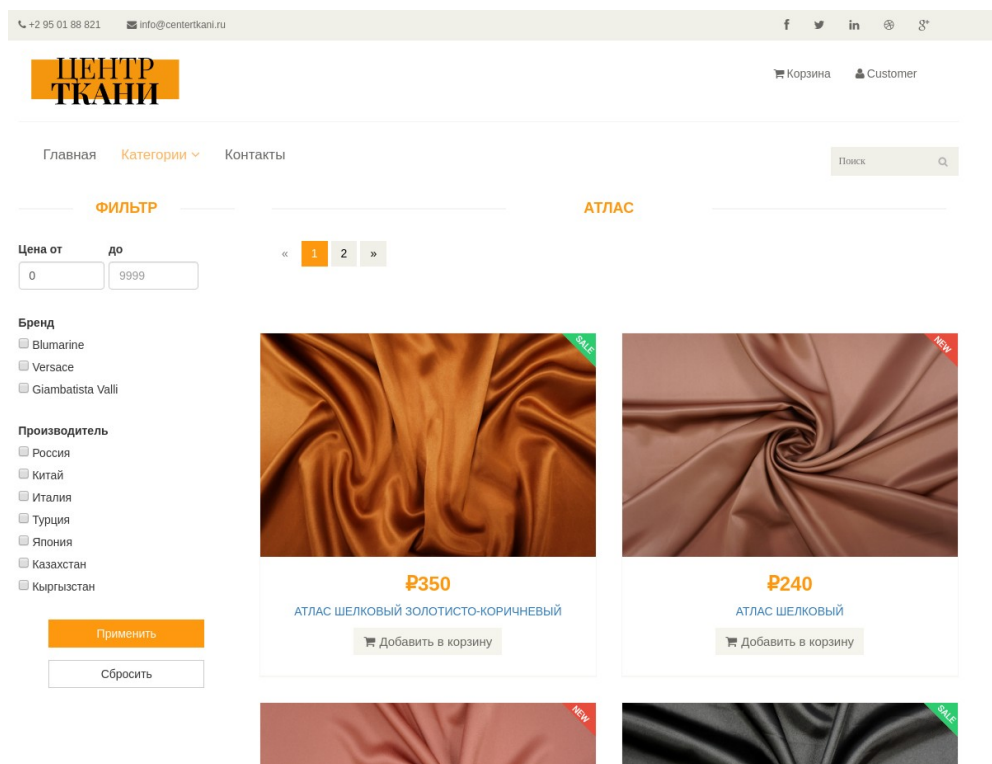 +2 95 01 88 821 info@centertkani.ru
ЦЕНТР
ТКАНИ
Корзина Customer
Главная Категории Контакты
Поиск
ФИЛЬТР
Цена от до
0 9999
Бренд
Blumarine
Versace
Giambatista Valli
Производитель
Россия
Китай
Италия
Турция
Япония
Казахстан
Кыргызстан
Применить
Сбросить
АТЛАС
« 1 2 »
SALE
₽350
АТЛАС ШЕЛКОВЫЙ ЗОЛОТИСТО-КОРИЧНЕВЫЙ
Добавить в корзину
NEW
₽240
АТЛАС ШЕЛКОВЫЙ
Добавить в корзину
NEW
SALE